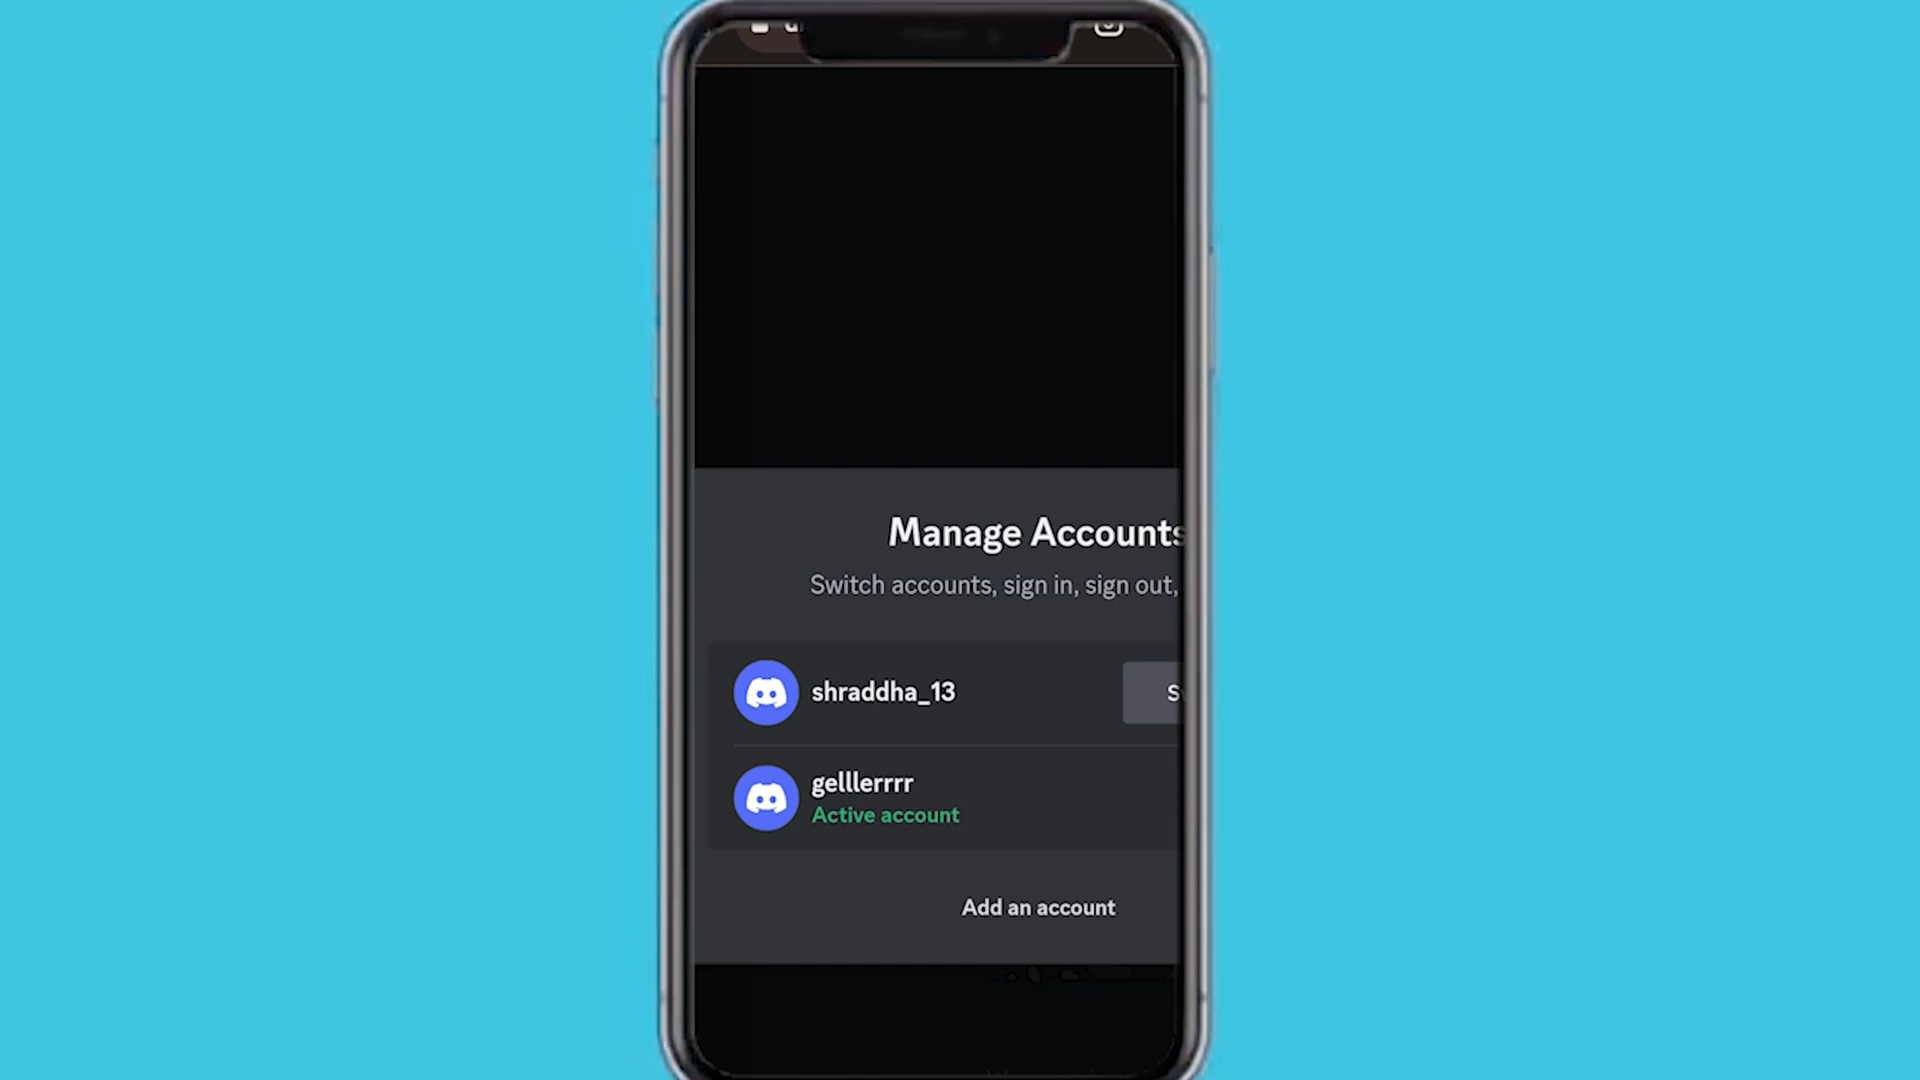 Manage Accounts
Switch accounts, sign in, sign out,
shraddha_13
gelllerrrr
Active account
Add an account